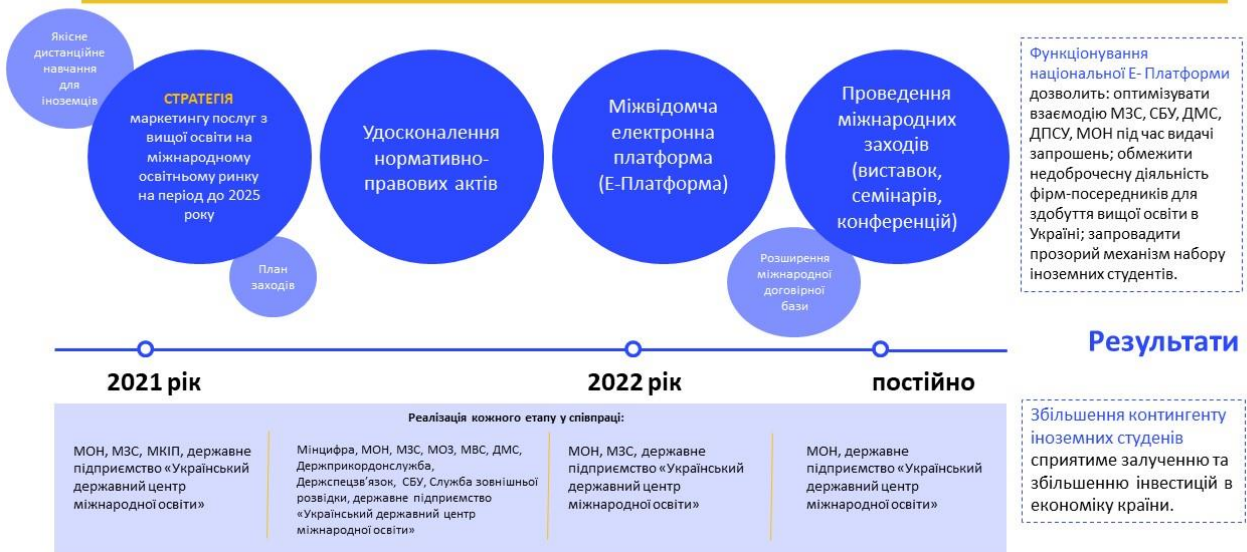 Якісне
дистанційне
навчання
для
іноземців
СТРАТЕГІЯ
маркетингу послуг з
вищої освіти на
міжнародному
освітньому ринку
на період до 2025
року
План
заходів
Удосконалення
нормативно-
правових актів
Міжвідомча
електронна
платформа
(Е-Платформа)
Проведення
міжнародних
заходів
(виставок,
семінарів,
конференцій)
Розширення
міжнародної
договірної
бази
Функціонування
національної Е- Платформи
дозволить: оптимізувати
взаємодію МЗС, СБУ, ДМС,
ДПСУ, МОН під час видачі
запрошень; обмежити
недоброчесну діяльність
фірм-посередників для
здобуття вищої освіти в
Україні; запровадити
прозорий механізм набору
іноземних студентів.
Результати
2021 рік
2022 рік
постійно
Реалізація кожного етапу у співпраці:
МОН, МЗС, МКІП, державне
підприємство «Український
державний центр
міжнародної освіти»
Мінцифра, МОН, МЗС, МОЗ, МВС, ДМС,
Держприкордонслужба,
Держспецзв’язок, СБУ, Служба зовнішньої
розвідки, державне підприємство
«Український державний центр
міжнародної освіти»
МОН, МЗС, державне
підприємство «Український
державний центр
міжнародної освіти»
МОН, державне
підприємство «Український
державний центр
міжнародної освіти»
Збільшення контингенту
іноземних студенів
сприятиме залученню та
збільшенню інвестицій в
економіку країни.